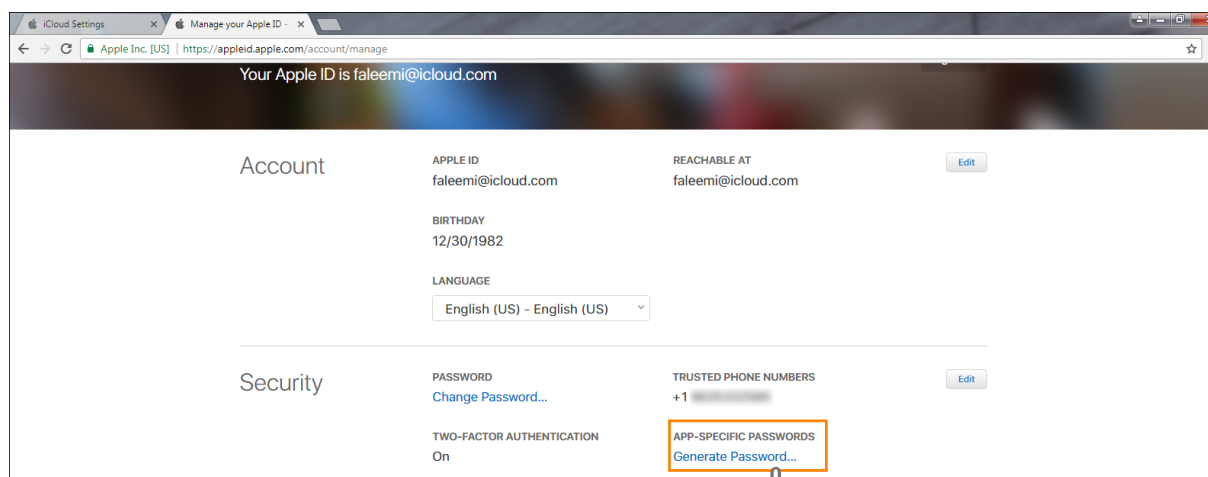 iCloud Settings
Manage your Apple ID -
Apple Inc. [US] | https://appleid.apple.com/account/manage
Your Apple ID is faleemi@icloud.com
Account
APPLE ID
faleemi@icloud.com
REACHABLE AT
faleemi@icloud.com
Edit
BIRTHDAY
12/30/1982
LANGUAGE
English (US) - English (US)
Security
PASSWORD
Change Password...
TRUSTED PHONE NUMBERS
+1
Edit
TWO-FACTOR AUTHENTICATION
On
APP-SPECIFIC PASSWORDS
Generate Password...